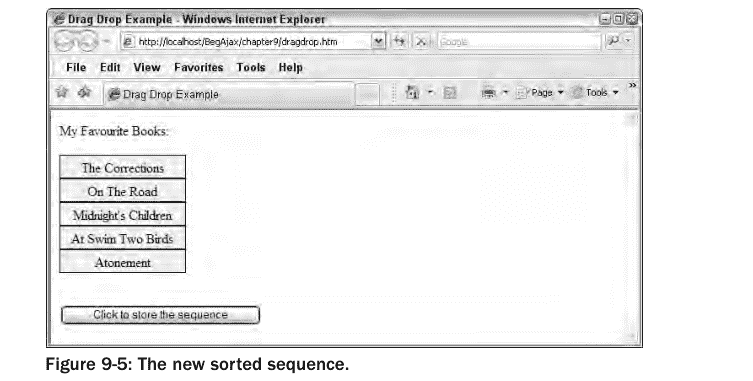 Drag Drop Example - Windows Internet Explorer
http://localhost/BegAjax/chapter9/dragdrop.htm
Google
File Edit View Favorites Tools Help
Drag Drop Example
Page Tools »
My Favourite Books:
The Corrections
On The Road
Midnight's Children
At Swim Two Birds
Atonement
Click to store the sequence
Figure 9-5: The new sorted sequence.